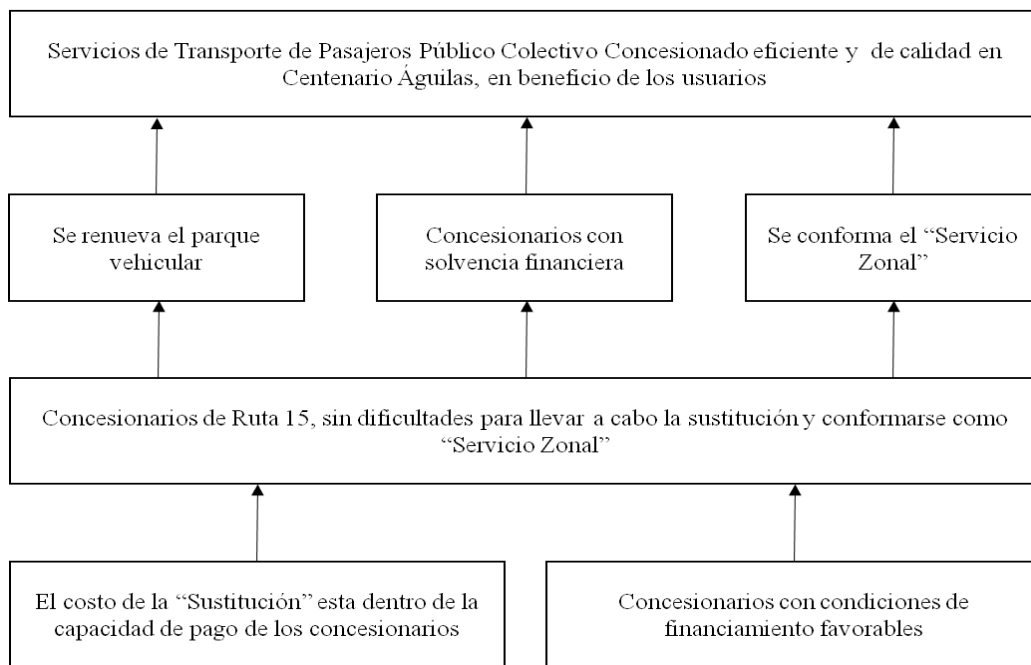 Servicios de Transporte de Pasajeros Público Colectivo Concesionado eficiente y de calidad en
Centenario Águilas, en beneficio de los usuarios
Se renueva el parque
vehicular
Concesionarios con
solvencia financiera
Se conforma el “Servicio
Zonal”
Concesionarios de Ruta 15, sin dificultades para llevar a cabo la sustitución y conformarse como
“Servicio Zonal”
El costo de la “Sustitución” esta dentro de la
capacidad de pago de los concesionarios
Concesionarios con condiciones de
financiamiento favorables